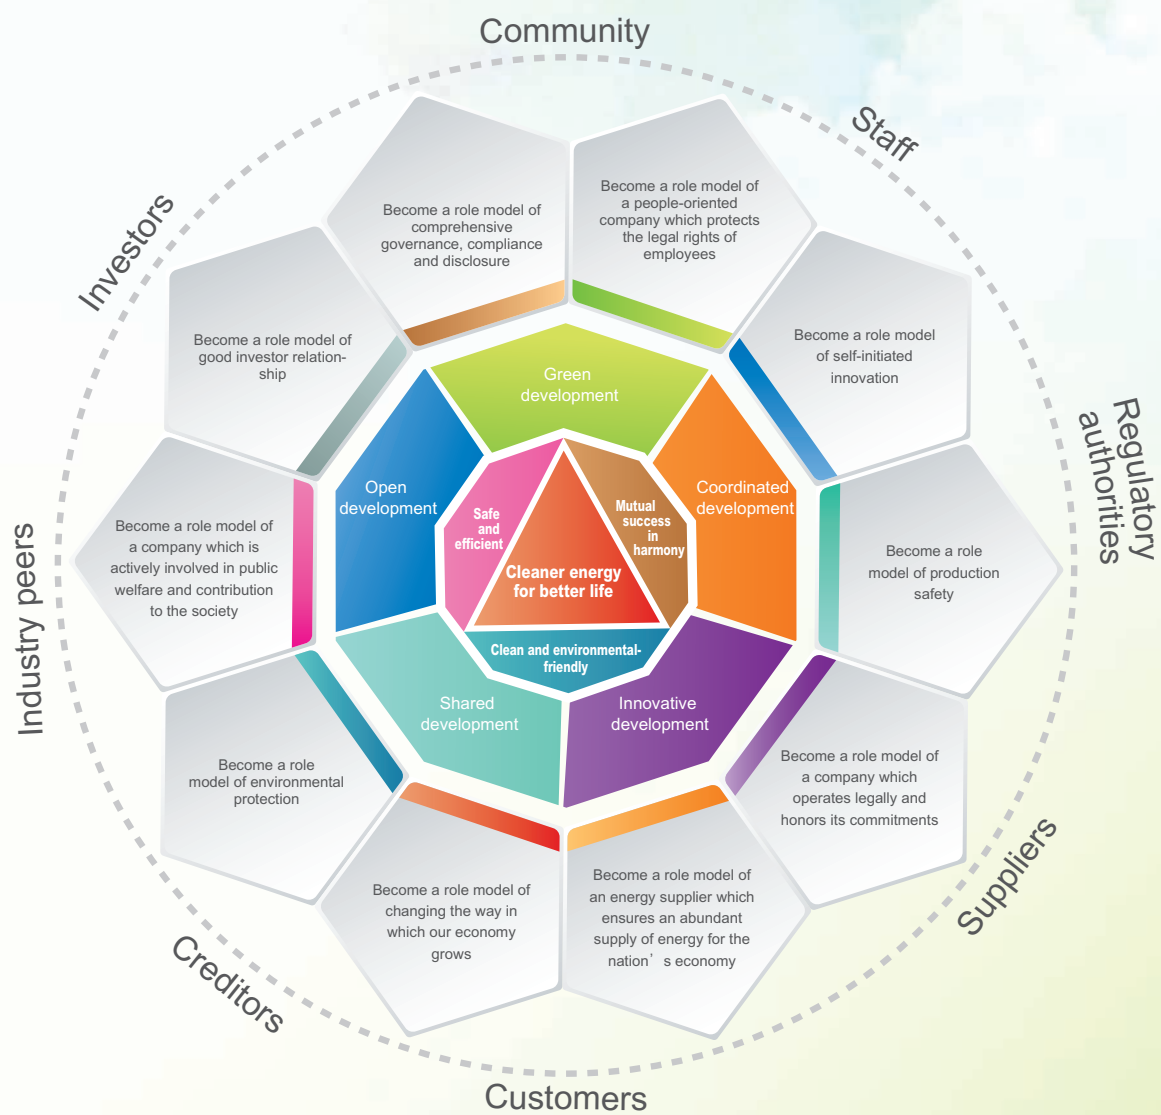 Community
Staff
Investors
Regulatory
authorities
Industry peers
Suppliers
Creditors
Customers
Become a role model of
comprehensive
governance, compliance
and disclosure
Become a role model of
a people-oriented
company which protects
the legal rights of
employees
Become a role model of
good investor relation-
ship
Become a role model
of self-initiated
innovation
Become a role model of
a company which is
actively involved in public
welfare and contribution
to the society
Become a role
model of production
safety
Become a role
model of environmental
protection
Become a role model of
a company which
operates legally and
honors its commitments
Become a role model of
changing the way in
which our economy
grows
Become a role model of
an energy supplier which
ensures an abundant
supply of energy for the
nation’s economy
Green
development
Open
development
Coordinated
development
Shared
development
Innovative
development
Safe
and
efficient
Mutual
success
in
harmony
Cleaner energy
for better life
Clean and environmental-
friendly